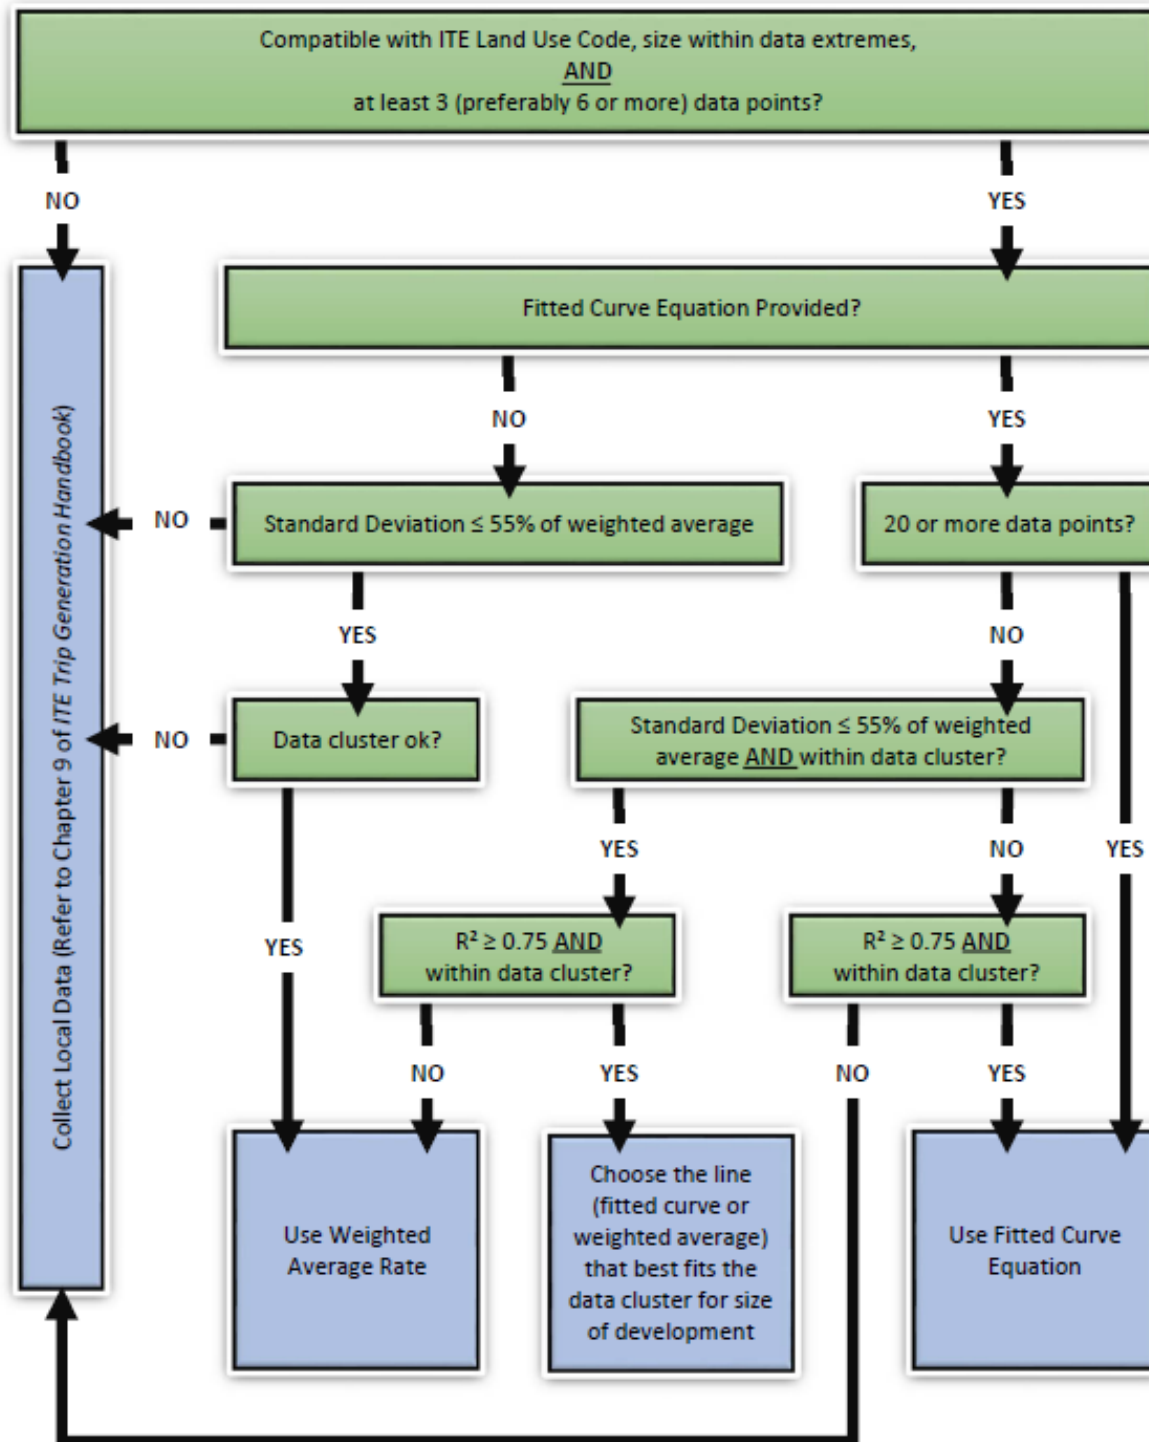 Compatible with ITE Land Use Code, size within data extremes,
AND
at least 3 (preferably 6 or more) data points?
NO
YES
Fitted Curve Equation Provided?
NO
YES
Collect Local Data (Refer to Chapter 9 of ITE Trip Generation Handbook)
NO
Standard Deviation ≤ 55% of weighted average
20 or more data points?
YES
NO
NO
Data cluster ok?
Standard Deviation ≤ 55% of weighted
average AND within data cluster?
YES
NO
YES
YES
R² ≥ 0.75 AND
within data cluster?
R² ≥ 0.75 AND
within data cluster?
NO
YES
NO
YES
Use Weighted
Average Rate
Choose the line
(fitted curve or
weighted average)
that best fits the
data cluster for size
of development
Use Fitted Curve
Equation